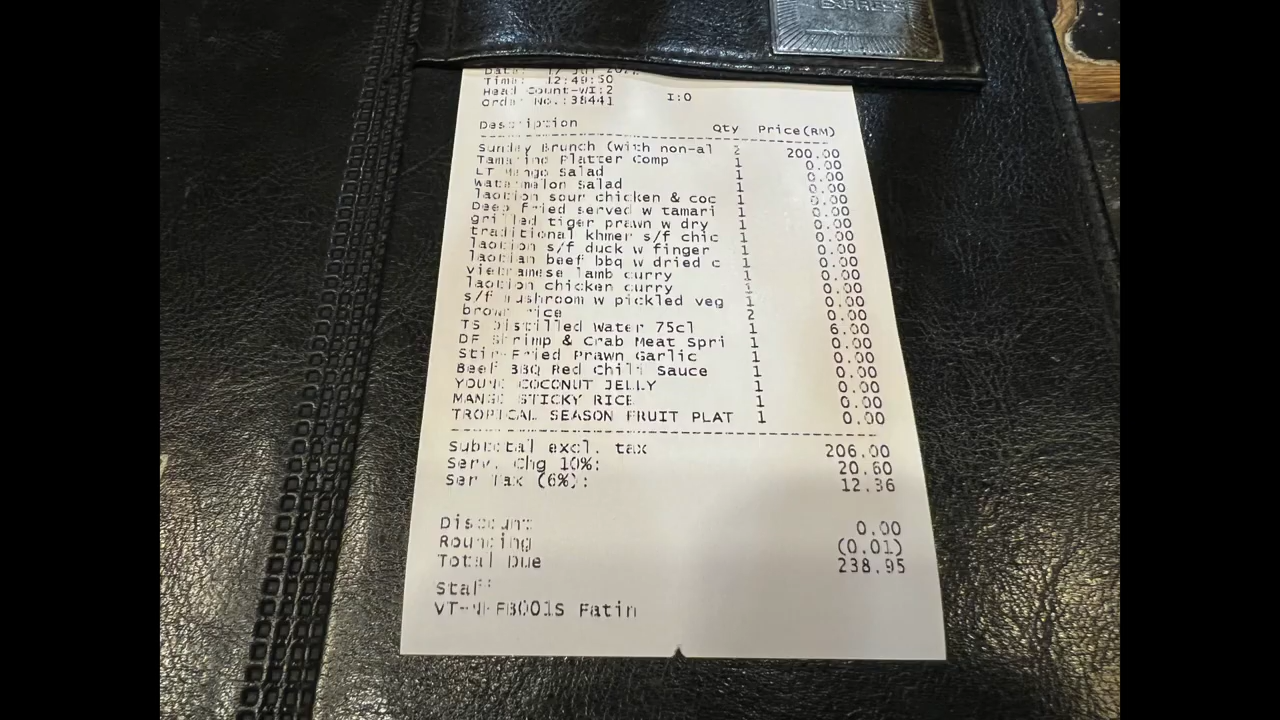 EXPRESS
Date: 17 Jul
Time: 12:49:50
Head Count-WI:2 I:0
Order No.:38441
Description Qty Price(RM)
Sunday Brunch (with non-al 2 200.00
Tamarind Platter Comp 1 0.00
LT Mango Salad 1 0.00
watermelon Salad 1 0.00
laotion sour chicken & coc 1 0.00
Deep fried served w tamari 1 0.00
grilled tiger prawn w dry 1 0.00
traditional khmer s/f chic 1 0.00
laotion s/f duck w finger 1 0.00
laotian beef bbq w dried c 1 0.00
vietnamese lamb curry 1 0.00
laotion chicken curry 1 0.00
s/f mushroom w pickled veg 1 0.00
brown rice 2 0.00
TS Distilled Water 75cl 1 6.00
DF Shrimp & Crab Meat Spri 1 0.00
Stir-Fried Prawn Garlic 1 0.00
Beef BBQ Red Chili Sauce 1 0.00
YOUNG COCONUT JELLY 1 0.00
MANGO STICKY RICE 1 0.00
TROPICAL SEASON FRUIT PLAT 1 0.00
Subtotal excl. tax 206.00
Serv. Chg 10%: 20.60
Ser Tax (6%): 12.36
Discount 0.00
Rounding (0.01)
Total Due 238.95
Staff
Fatin